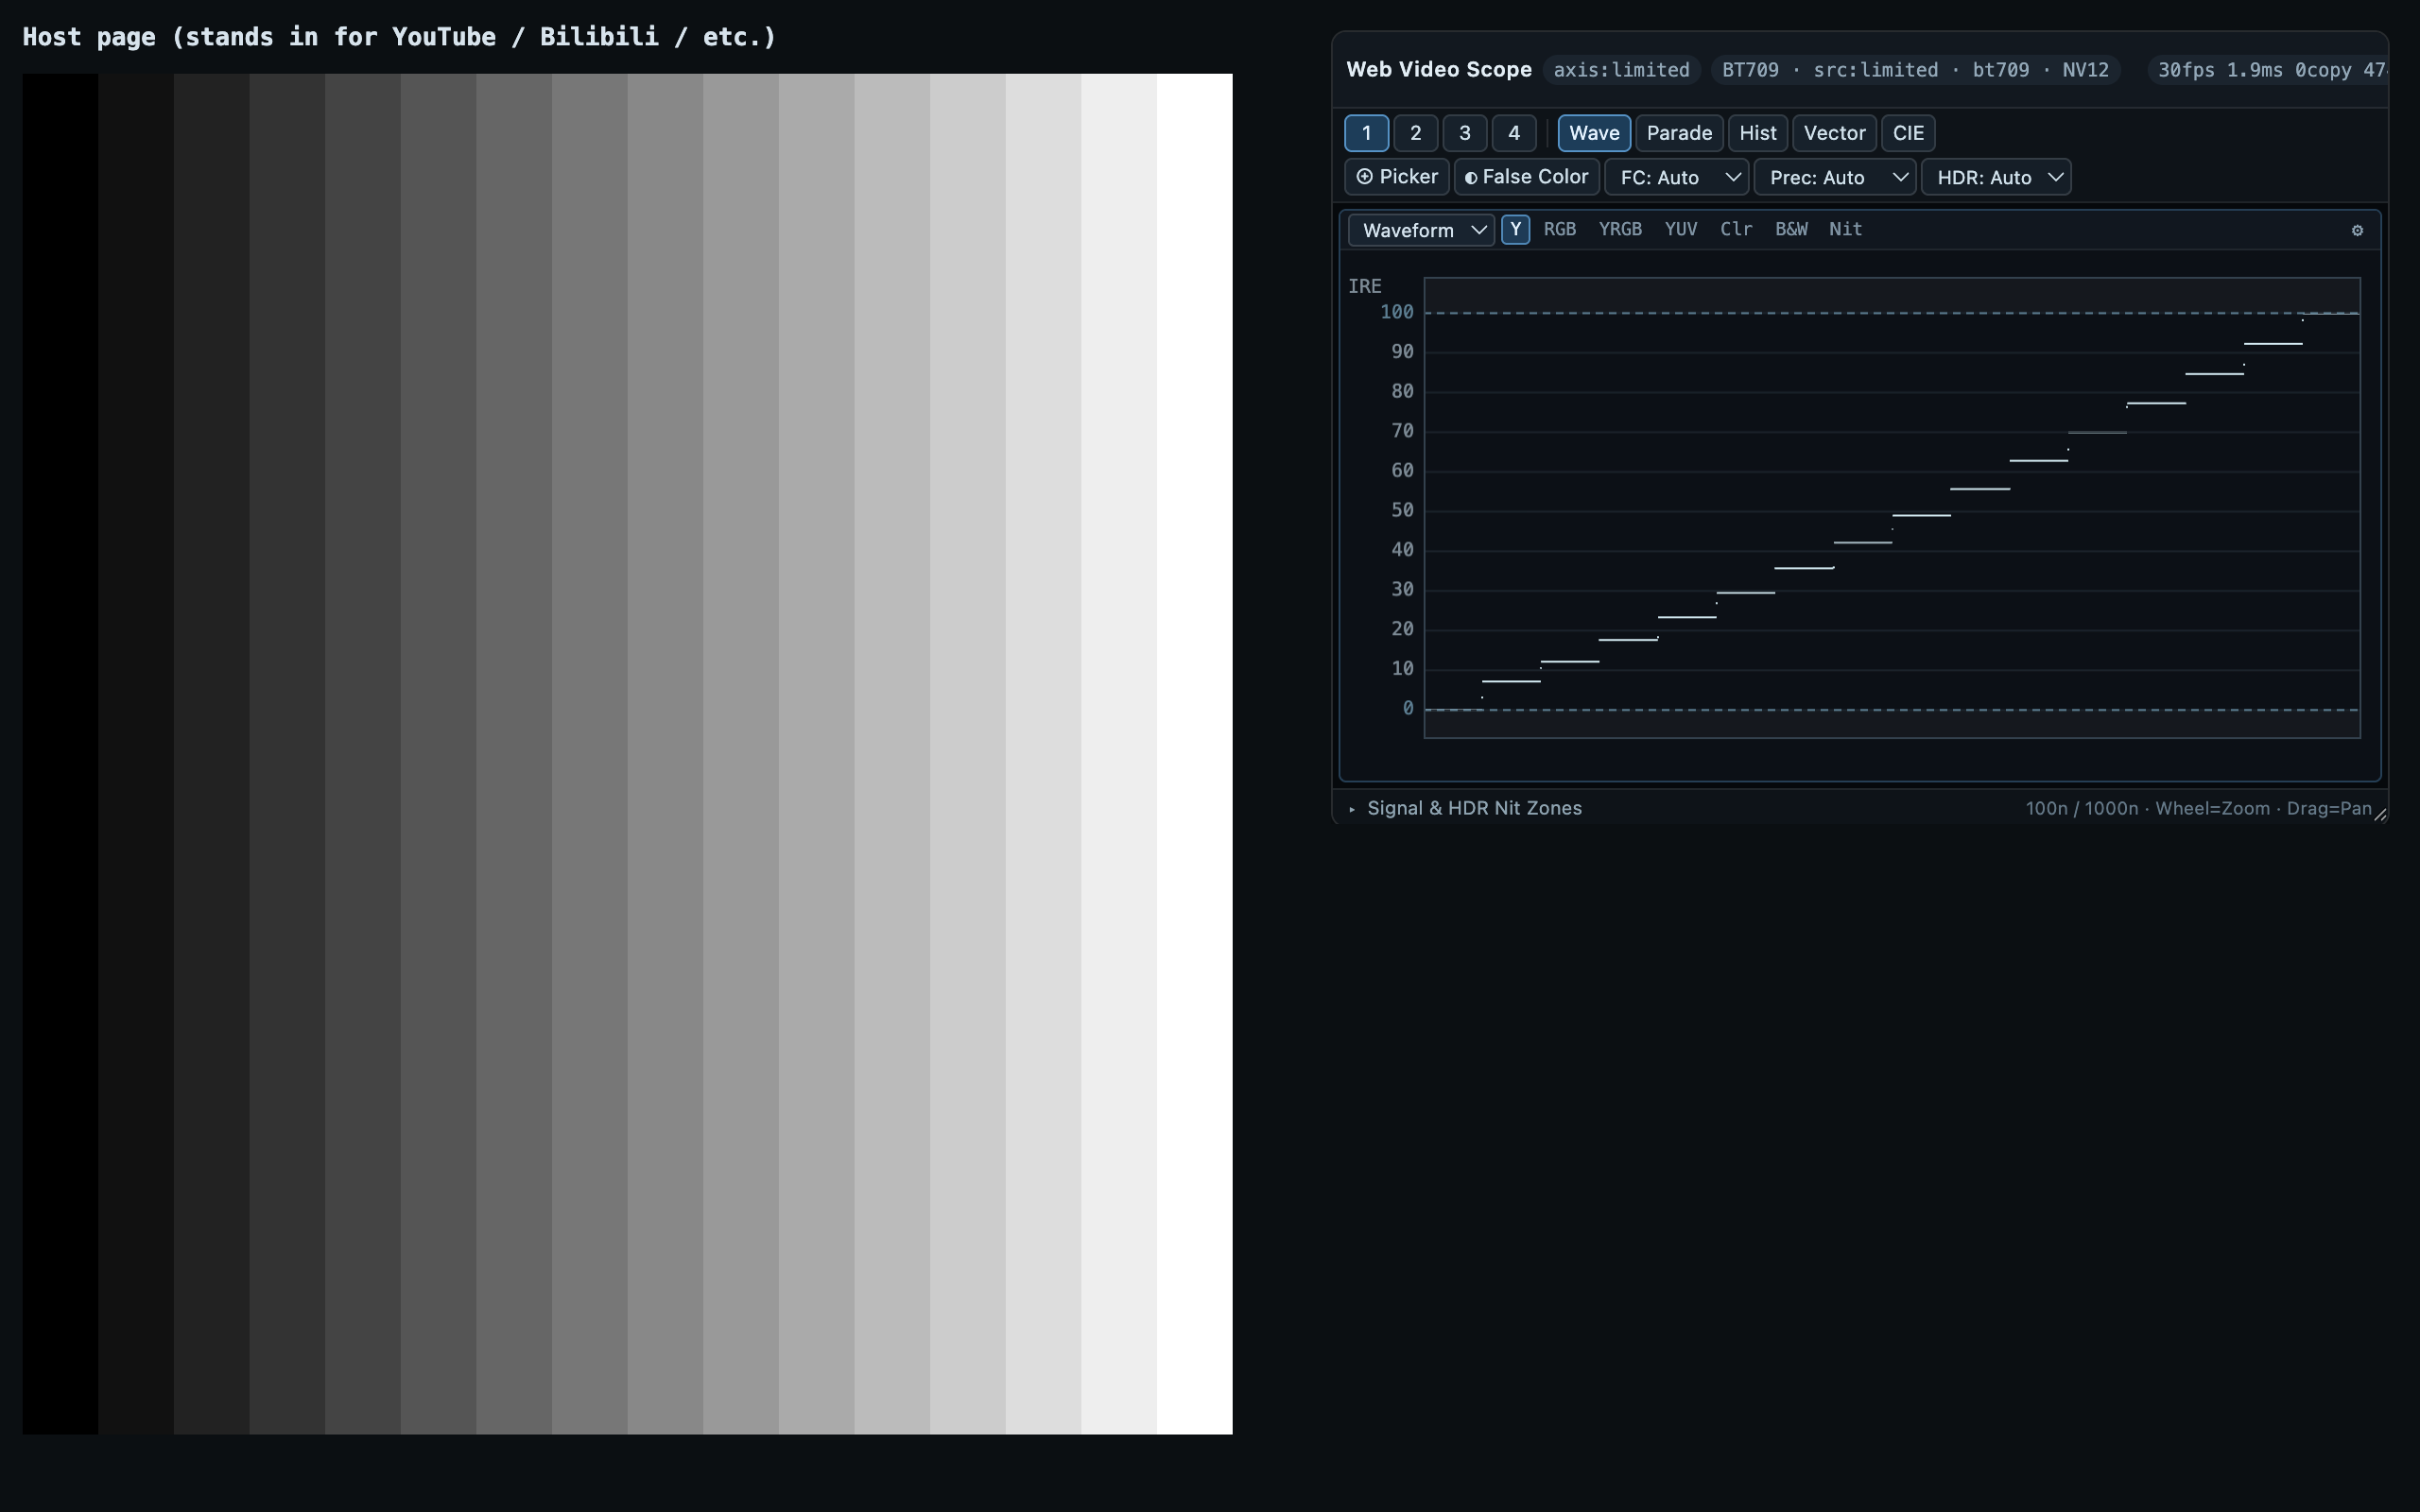 Host page (stands in for YouTube / Bilibili / etc.)
Web Video Scope axis:limited BT709 · src:limited · bt709 · NV12 30fps 1.9ms 0copy 47
1 2 3 4 Wave Parade Hist Vector CIE
Picker False Color FC: Auto Prec: Auto HDR: Auto
Waveform Y RGB YRGB YUV Clr B&W Nit
IRE
100
90
80
70
60
50
40
30
20
10
0
Signal & HDR Nit Zones 100n / 1000n · Wheel=Zoom · Drag=Pan